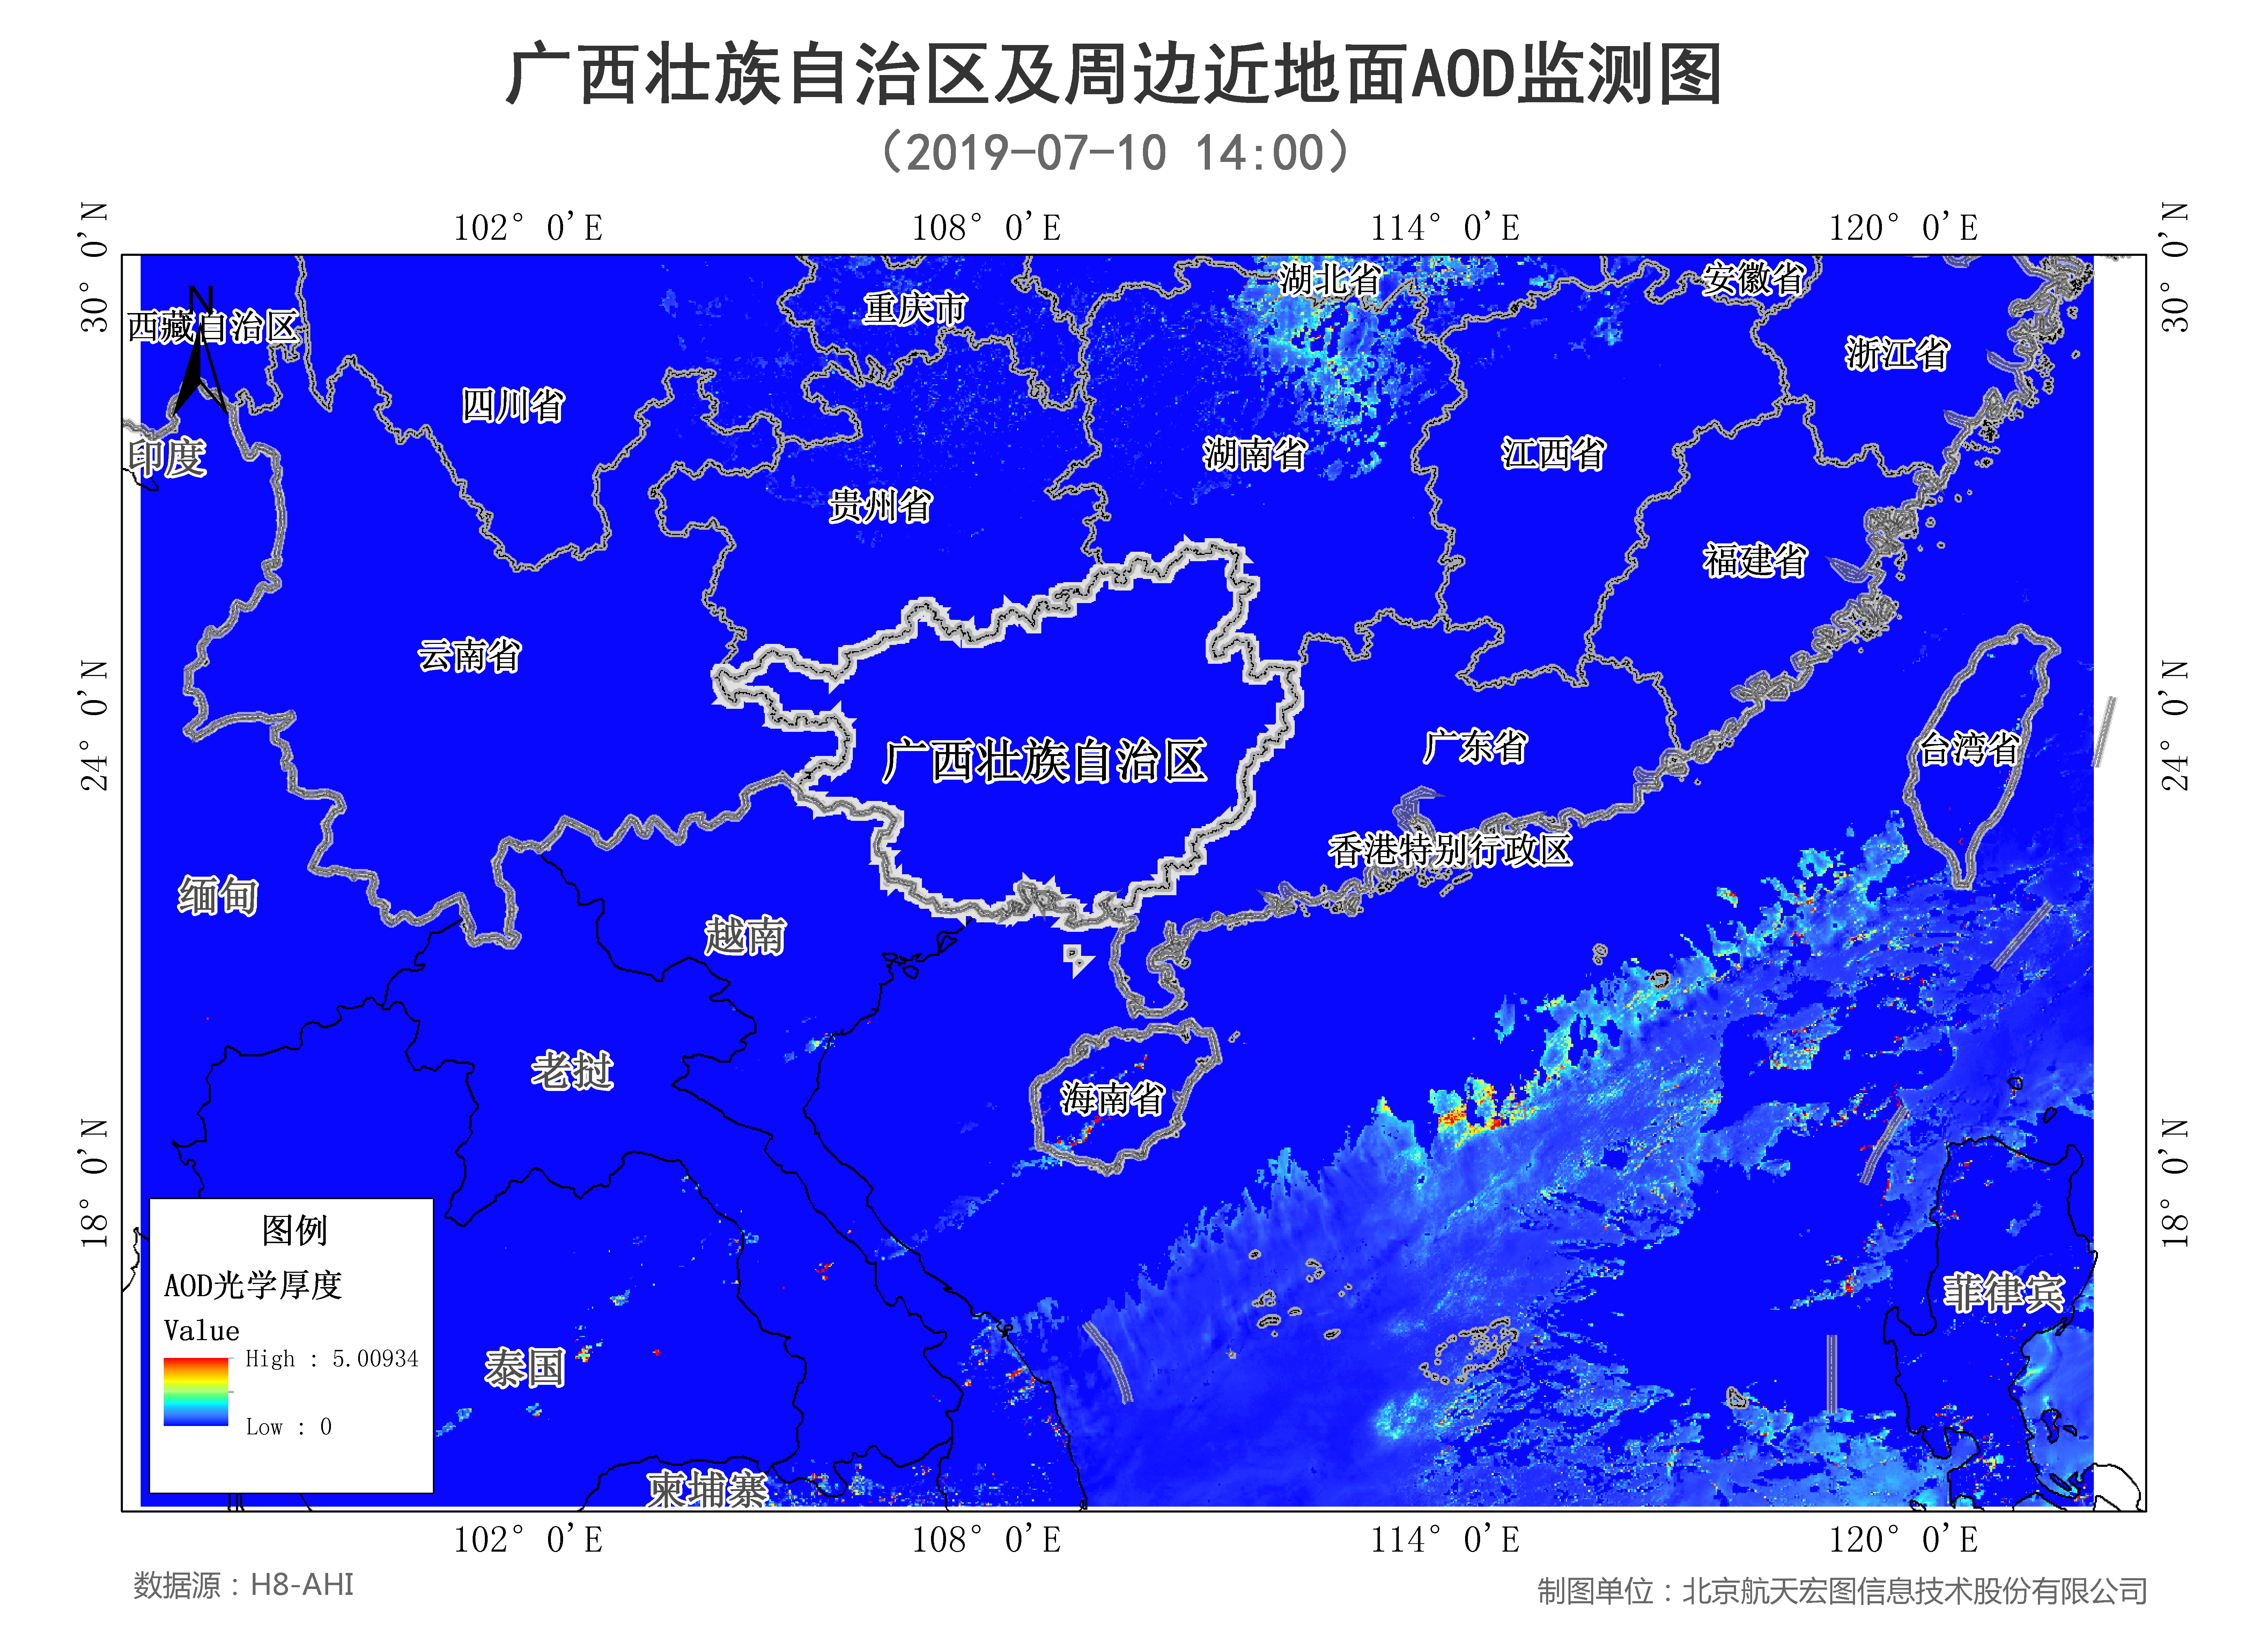 广西壮族自治区及周边近地面AOD监测图
（2019-07-10 14:00）
102° 0'E 108° 0'E 114° 0'E 120° 0'E
30° 0'N
30° 0'N
N
西藏自治区
重庆市
湖北省
安徽省
浙江省
四川省
印度
湖南省
江西省
贵州省
福建省
云南省
24° 0'N
24° 0'N
广西壮族自治区
广东省
台湾省
香港特别行政区
缅甸
越南
老挝
海南省
18° 0'N
18° 0'N
菲律宾
泰国
柬埔寨
图例
AOD光学厚度
Value
High : 5.00934
Low : 0
102° 0'E 108° 0'E 114° 0'E 120° 0'E
数据源：H8-AHI
制图单位：北京航天宏图信息技术股份有限公司